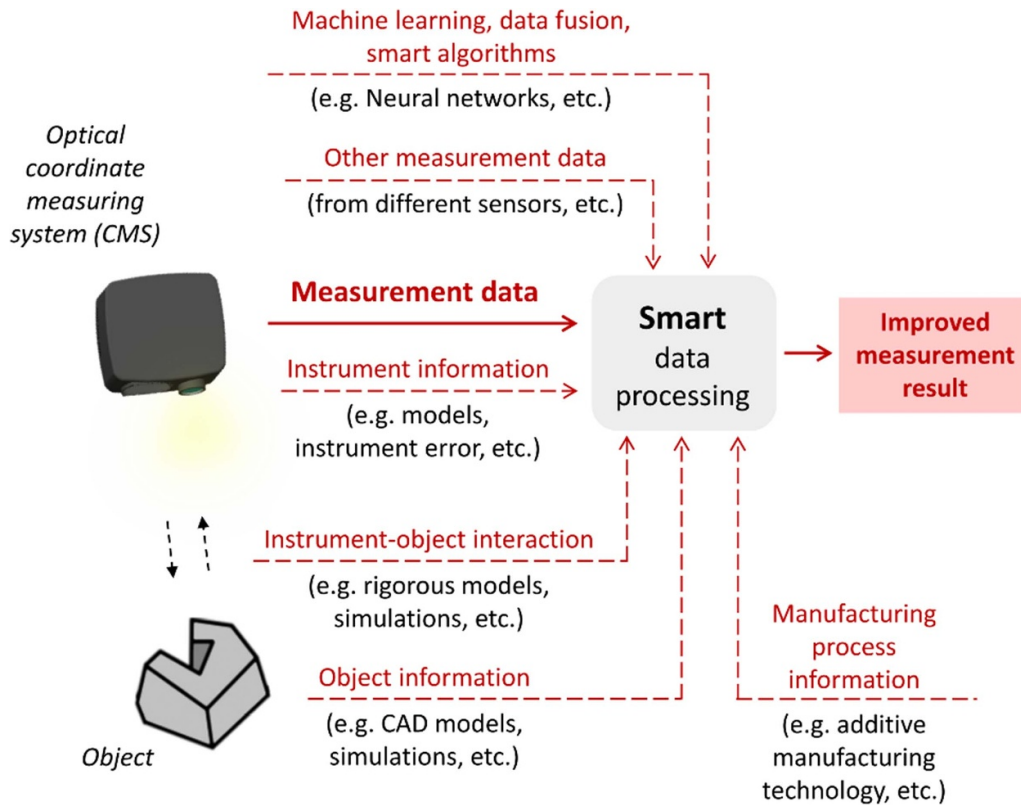 Machine learning, data fusion,
smart algorithms
(e.g. Neural networks, etc.)
Optical
coordinate
measuring
system (CMS)
Other measurement data
(from different sensors, etc.)
Measurement data
Instrument information
(e.g. models,
instrument error, etc.)
Smart
data
processing
Improved
measurement
result
Instrument-object interaction
(e.g. rigorous models,
simulations, etc.)
Object information
(e.g. CAD models,
simulations, etc.)
Object
Manufacturing
process
information
(e.g. additive
manufacturing
technology, etc.)